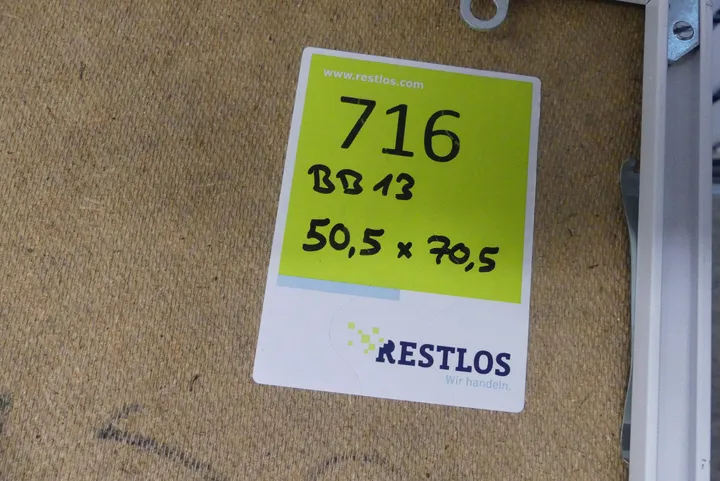 www.restlos.com
716
BB 13
50,5 x 70,5
RESTLOS
Wir handeln.